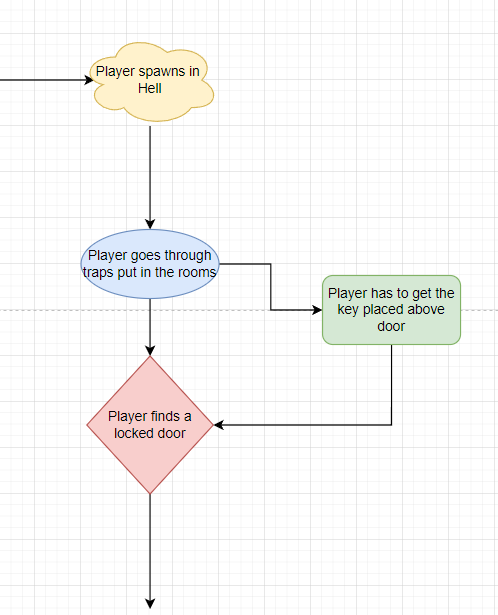 Player spawns in
Hell
Player goes through
traps put in the rooms
Player has to get the
key placed above
door
Player finds a
locked door